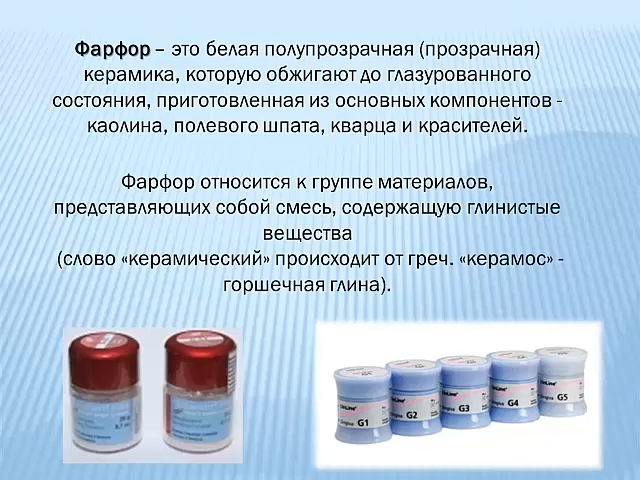 Фарфор – это белая полупрозрачная (прозрачная)
керамика, которую обжигают до глазурованного
состояния, приготовленная из основных компонентов -
каолина, полевого шпата, кварца и красителей.
Фарфор относится к группе материалов,
представляющих собой смесь, содержащую глинистые
вещества
(слово «керамический» происходит от греч. «керамос» -
горшечная глина).
G1
G2
G3
G4
G5